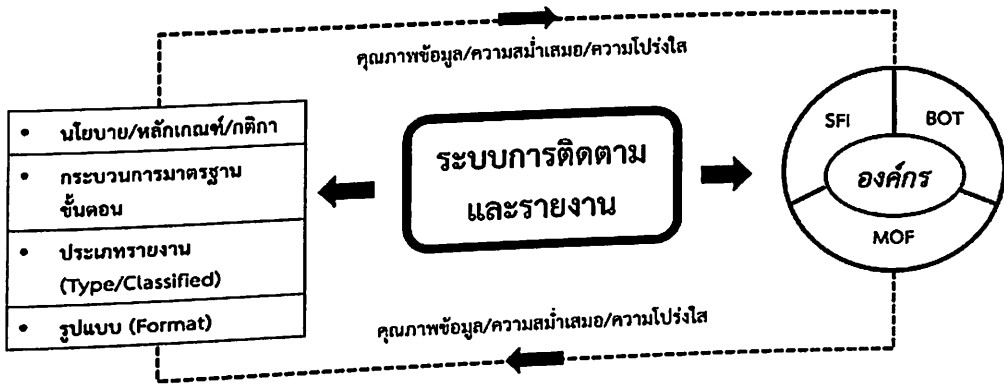 คุณภาพข้อมูล/ความสม่ำเสมอ/ความโปร่งใส
• นโยบาย/หลักเกณฑ์/กติกา
• กระบวนการมาตรฐาน
ขั้นตอน
• ประเภทรายงาน
(Type/Classified)
• รูปแบบ (Format)
ระบบการติดตาม
และรายงาน
SFI
BOT
องค์กร
MOF
คุณภาพข้อมูล/ความสม่ำเสมอ/ความโปร่งใส